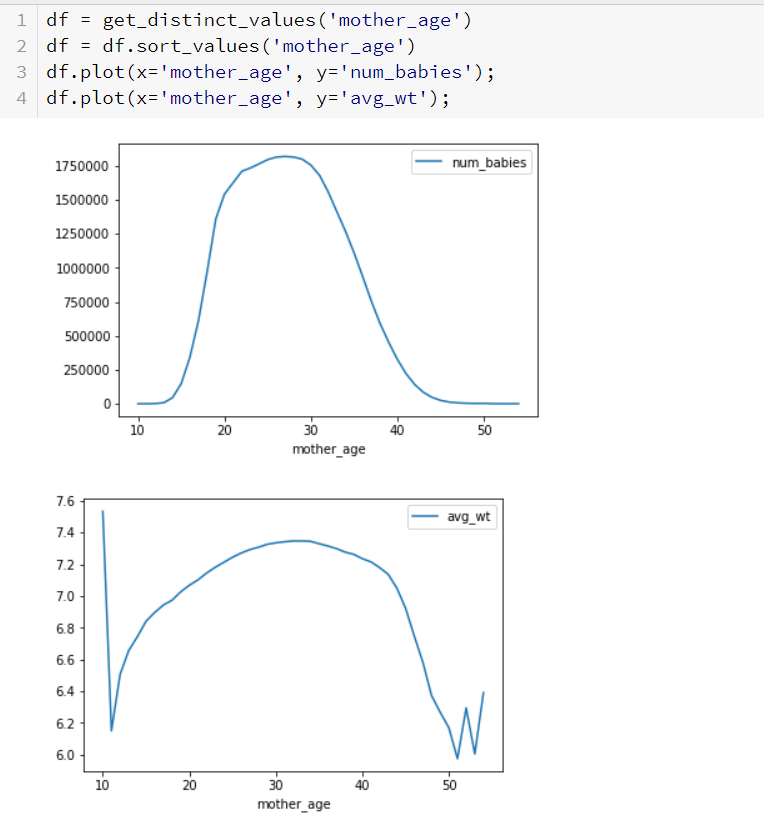 1 df = get_distinct_values('mother_age')
2 df = df.sort_values('mother_age')
3 df.plot(x='mother_age', y='num_babies');
4 df.plot(x='mother_age', y='avg_wt');
num_babies
1750000
1500000
1250000
1000000
750000
500000
250000
0
10 20 30 40 50
mother_age
7.6
avg_wt
7.4
7.2
7.0
6.8
6.6
6.4
6.2
6.0
10 20 30 40 50
mother_age